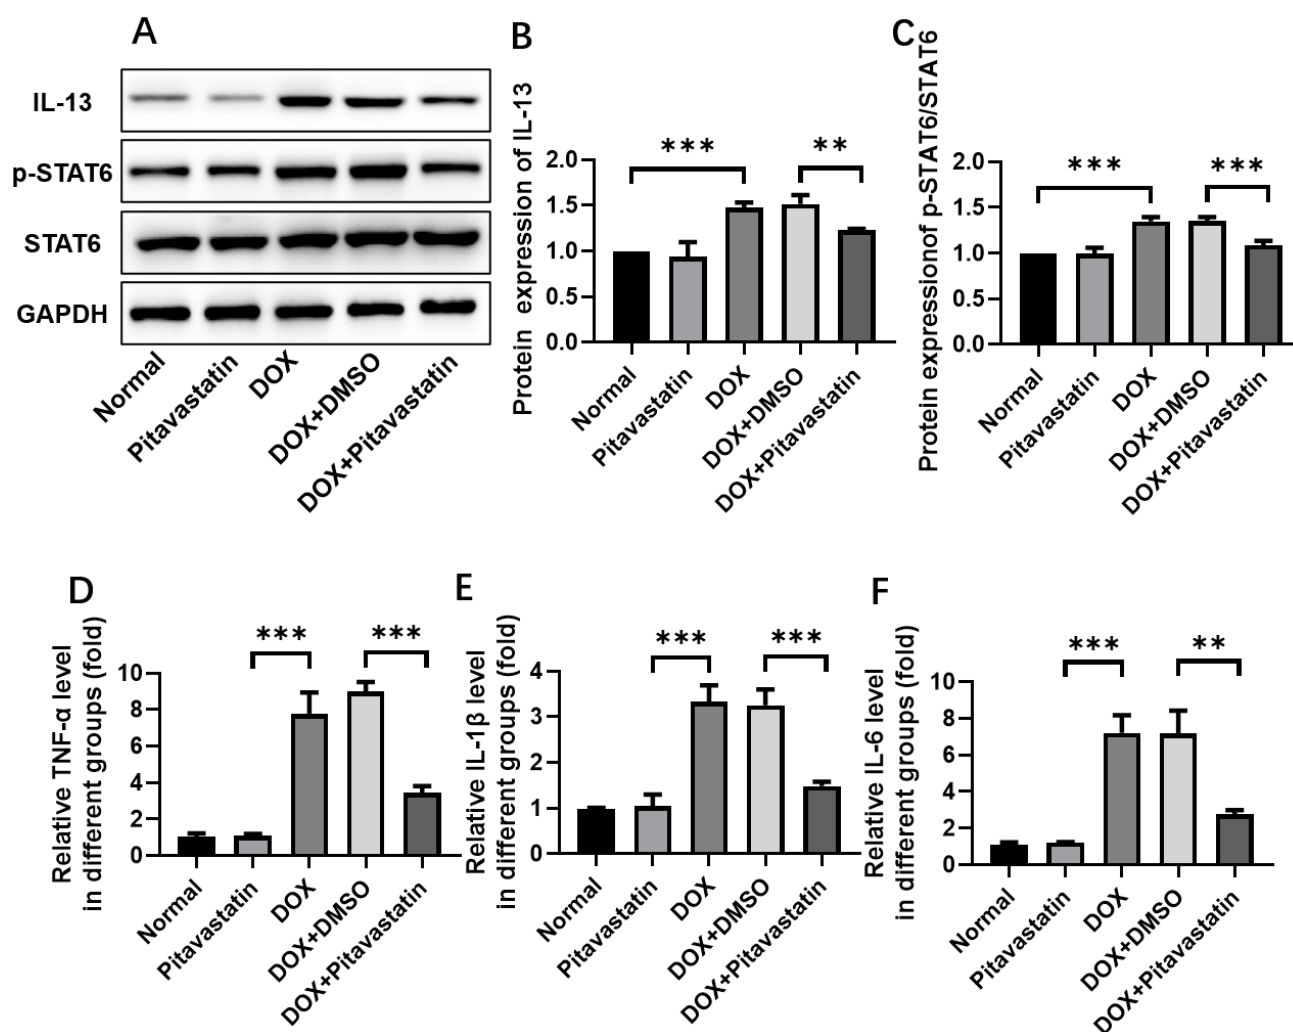 A
IL-13
p-STAT6
STAT6
GAPDH
Normal
Pitavastatin
DOX
DOX+DMSO
DOX+Pitavastatin
B
Protein expression of IL-13
2.0
1.5
1.0
0.5
0.0
***
**
Normal
Pitavastatin
DOX
DOX+DMSO
DOX+Pitavastatin
C
Protein expressionof p-STAT6/STAT6
2.0
1.5
1.0
0.5
0.0
***
***
Normal
Pitavastatin
DOX
DOX+DMSO
DOX+Pitavastatin
D
Relative TNF-α level
in different groups (fold)
10
8
6
4
2
0
***
***
Normal
Pitavastatin
DOX
DOX+DMSO
DOX+Pitavastatin
E
Relative IL-1β level
in different groups (fold)
4
3
2
1
0
***
***
Normal
Pitavastatin
DOX
DOX+DMSO
DOX+Pitavastatin
F
Relative IL-6 level
in different groups (fold)
10
8
6
4
2
0
***
**
Normal
Pitavastatin
DOX
DOX+DMSO
DOX+Pitavastatin